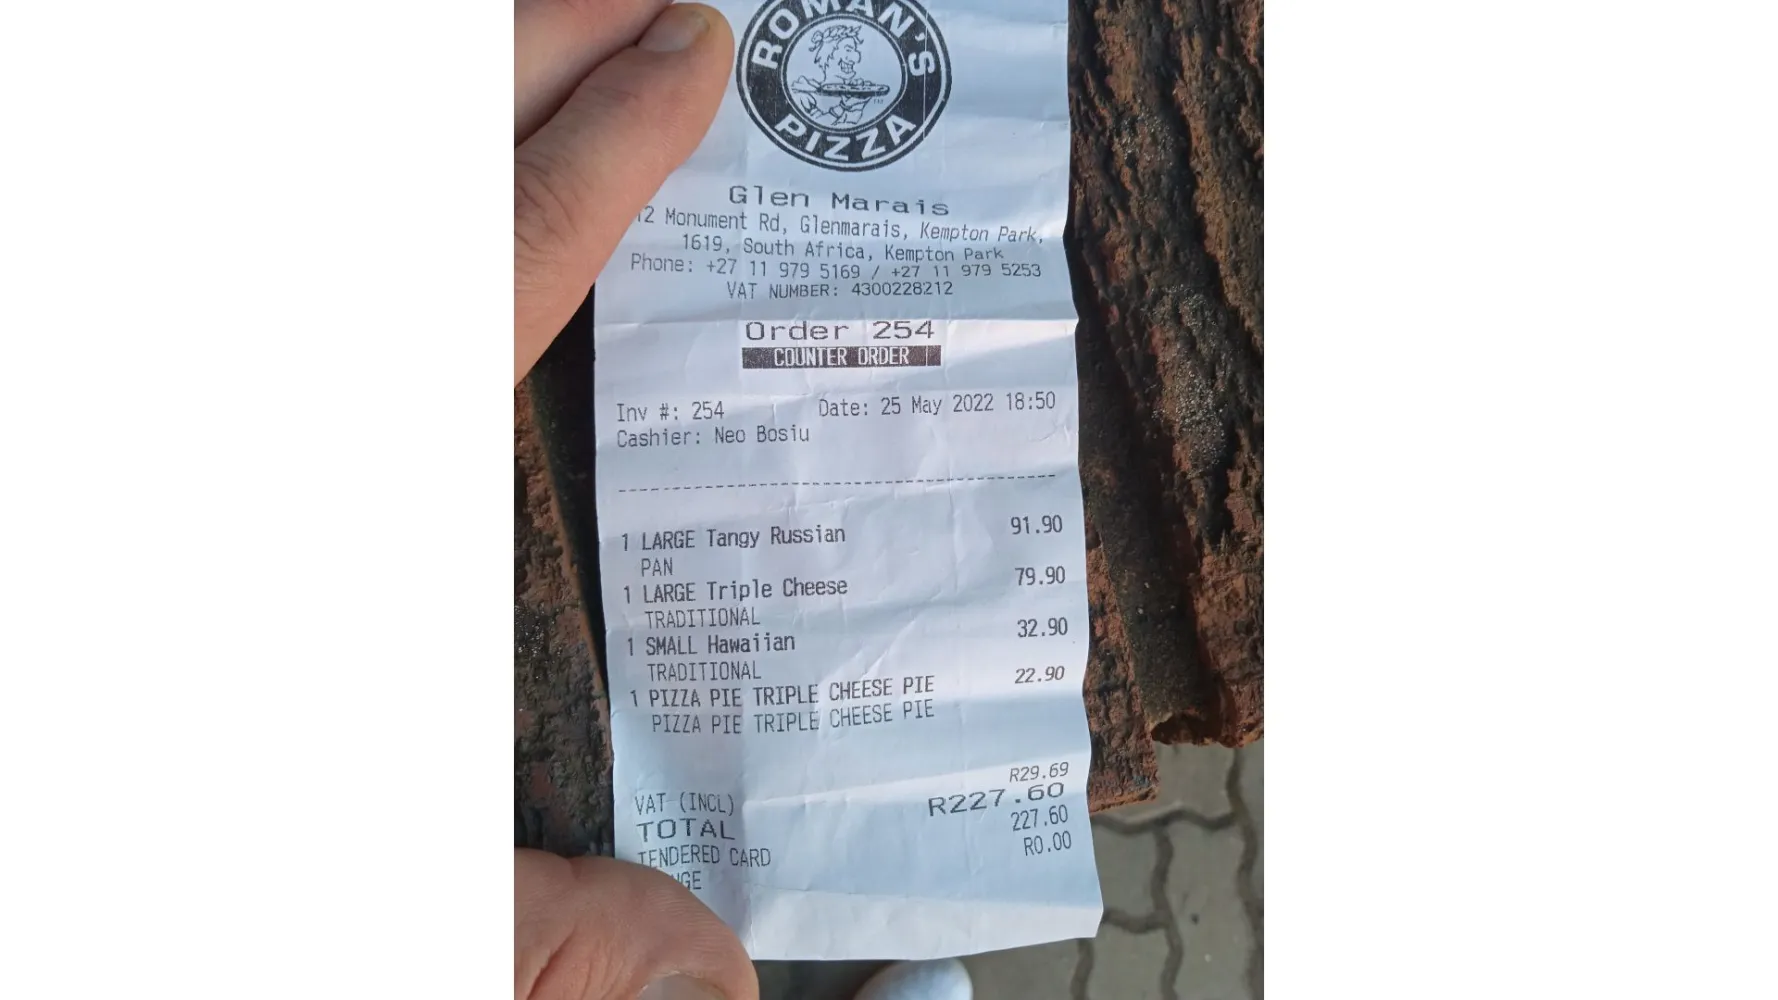 ROMAN'S
PIZZA
Glen Marais
12 Monument Rd, Glenmarais, Kempton Park,
1619, South Africa, Kempton Park
Phone: +27 11 979 5169 / +27 11 979 5253
VAT NUMBER: 4300228212
Order 254
COUNTER ORDER
Inv #: 254 Date: 25 May 2022 18:50
Cashier: Neo Bosiu
1 LARGE Tangy Russian 91.90
PAN
1 LARGE Triple Cheese 79.90
TRADITIONAL
1 SMALL Hawaiian 32.90
TRADITIONAL
1 PIZZA PIE TRIPLE CHEESE PIE 22.90
PIZZA PIE TRIPLE CHEESE PIE
VAT (INCL) R29.69
TOTAL R227.60
TENDERED CARD 227.60
NGE R0.00